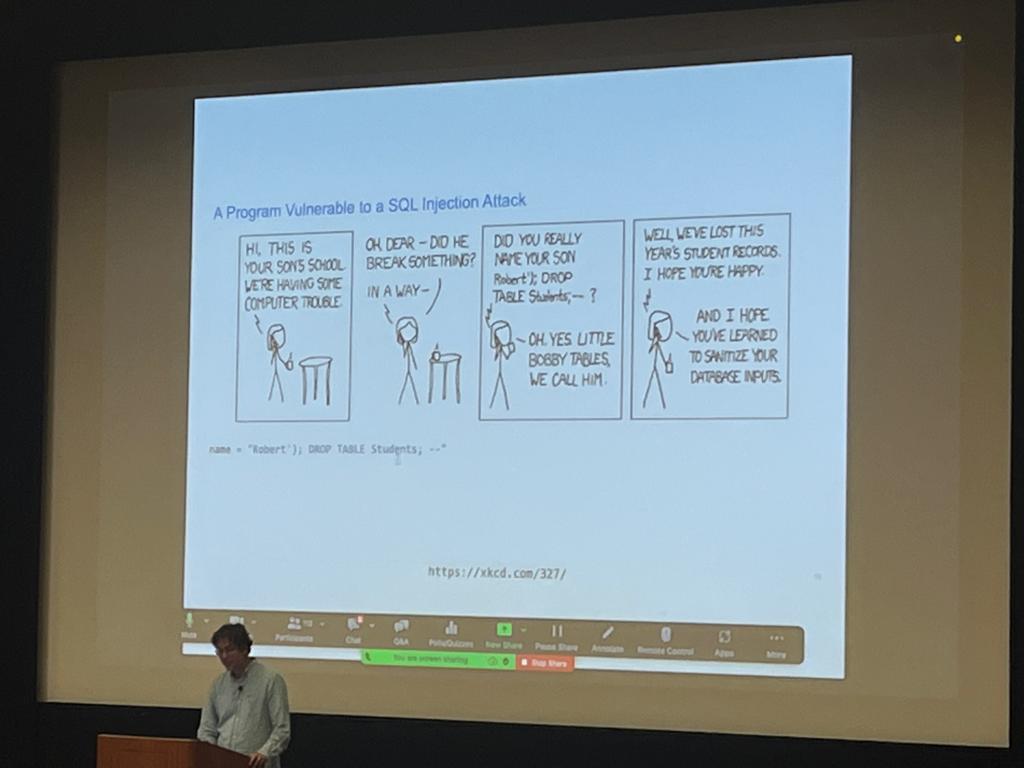 A Program Vulnerable to a SQL Injection Attack
HI, THIS IS
YOUR SON'S SCHOOL.
WE'RE HAVING SOME
COMPUTER TROUBLE.
OH, DEAR – DID HE
BREAK SOMETHING?
IN A WAY–
DID YOU REALLY
NAME YOUR SON
Robert'); DROP
TABLE Students;-- ?
OH. YES. LITTLE
BOBBY TABLES,
WE CALL HIM.
WELL, WE'VE LOST THIS
YEAR'S STUDENT RECORDS.
I HOPE YOU'RE HAPPY.
AND I HOPE
YOU'VE LEARNED
TO SANITIZE YOUR
DATABASE INPUTS.
name = "Robert'); DROP TABLE Students; --"
https://xkcd.com/327/
Mute
Participants
Chat
Q&A
Polls/Quizzes
New Share
Pause Share
Annotate
Remote Control
Apps
More
You are screen sharing
Stop Share